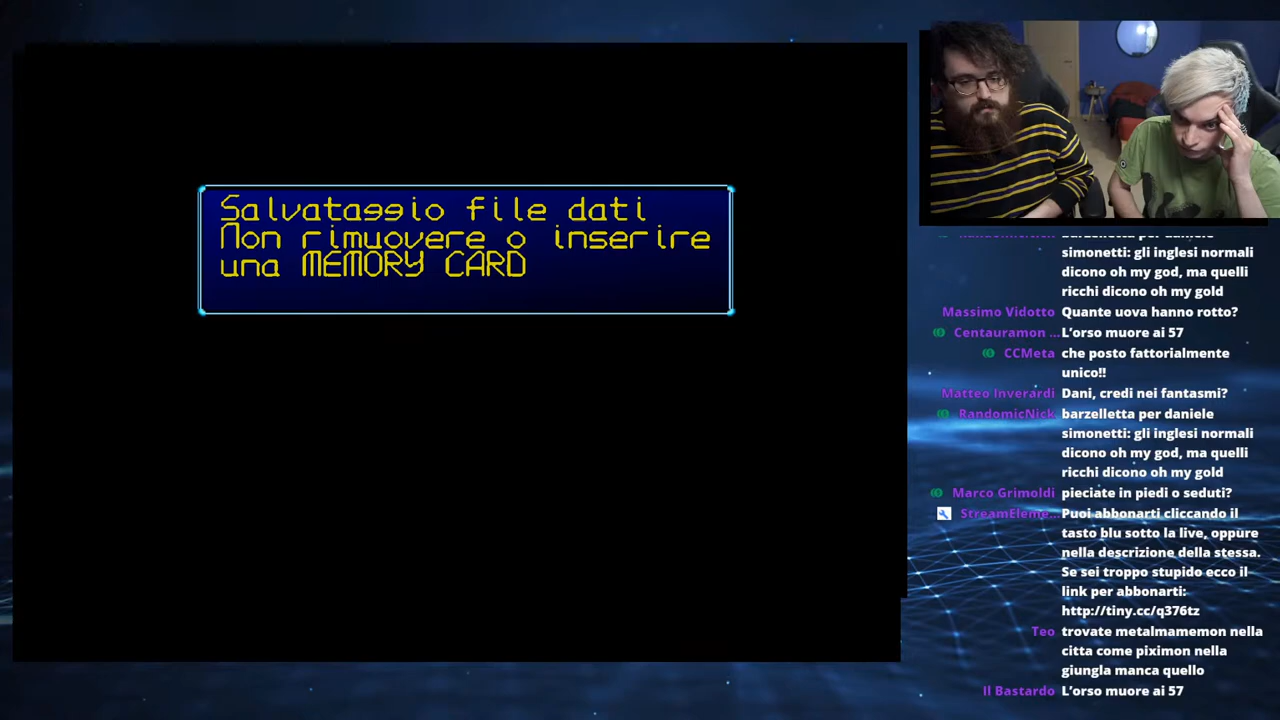 Salvataggio file dati
Non rimuovere o inserire
una MEMORY CARD
simonetti: gli inglesi normali
dicono oh my god, ma quelli
ricchi dicono oh my gold
Massimo Vidotto Quante uova hanno rotto?
Centauramon ... L'orso muore ai 57
CCMeta che posto fattorialmente
unico!!
Matteo Inverardi Dani, credi nei fantasmi?
RandomicNick barzelletta per daniele
simonetti: gli inglesi normali
dicono oh my god, ma quelli
ricchi dicono oh my gold
Marco Grimoldi pieciate in piedi o seduti?
StreamEleme... Puoi abbonarti cliccando il
tasto blu sotto la live, oppure
nella descrizione della stessa.
Se sei troppo stupido ecco il
link per abbonarti:
http://tiny.cc/q376tz
Teo trovate metalmamemon nella
citta come piximon nella
giungla manca quello
Il Bastardo L'orso muore ai 57